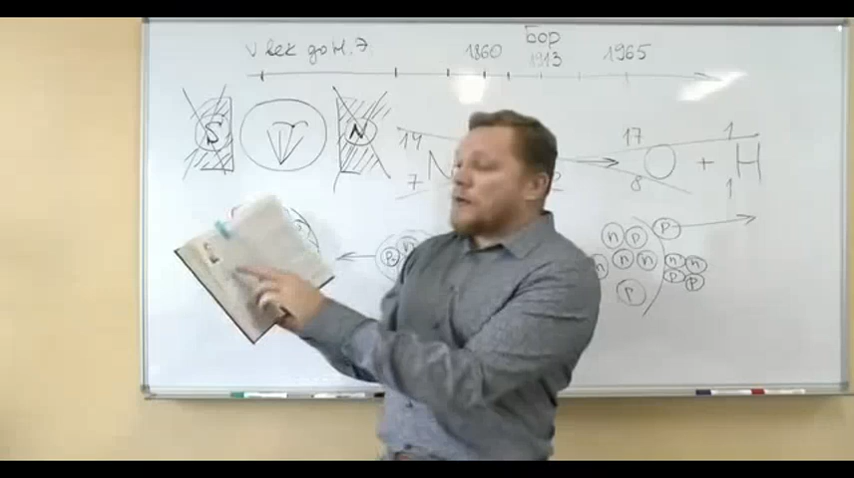 Бор
V век до н.э.
1860 1913 1965
S N
14 7 N 17 8 O + 1 1 H
p n n p p
n n n n n
p p p
p